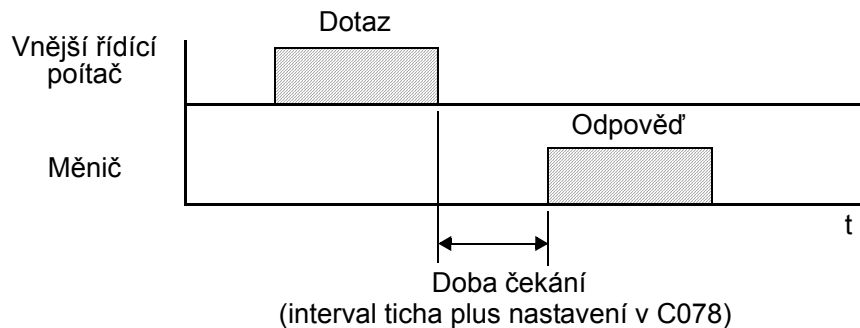 Dotaz
Vnější řídící
poítač
Odpověď
Měnič
t
Doba čekání
(interval ticha plus nastavení v C078)